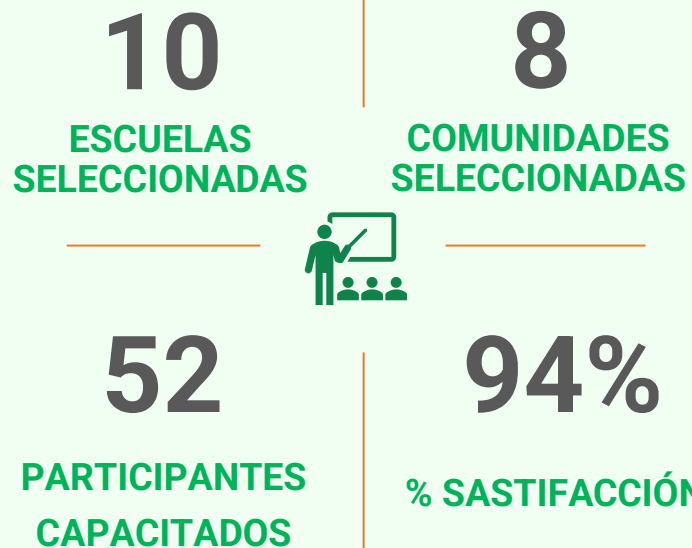 10
ESCUELAS
SELECCIONADAS
8
COMUNIDADES
SELECCIONADAS
52
PARTICIPANTES
CAPACITADOS
94%
% SASTIFACCIÓN